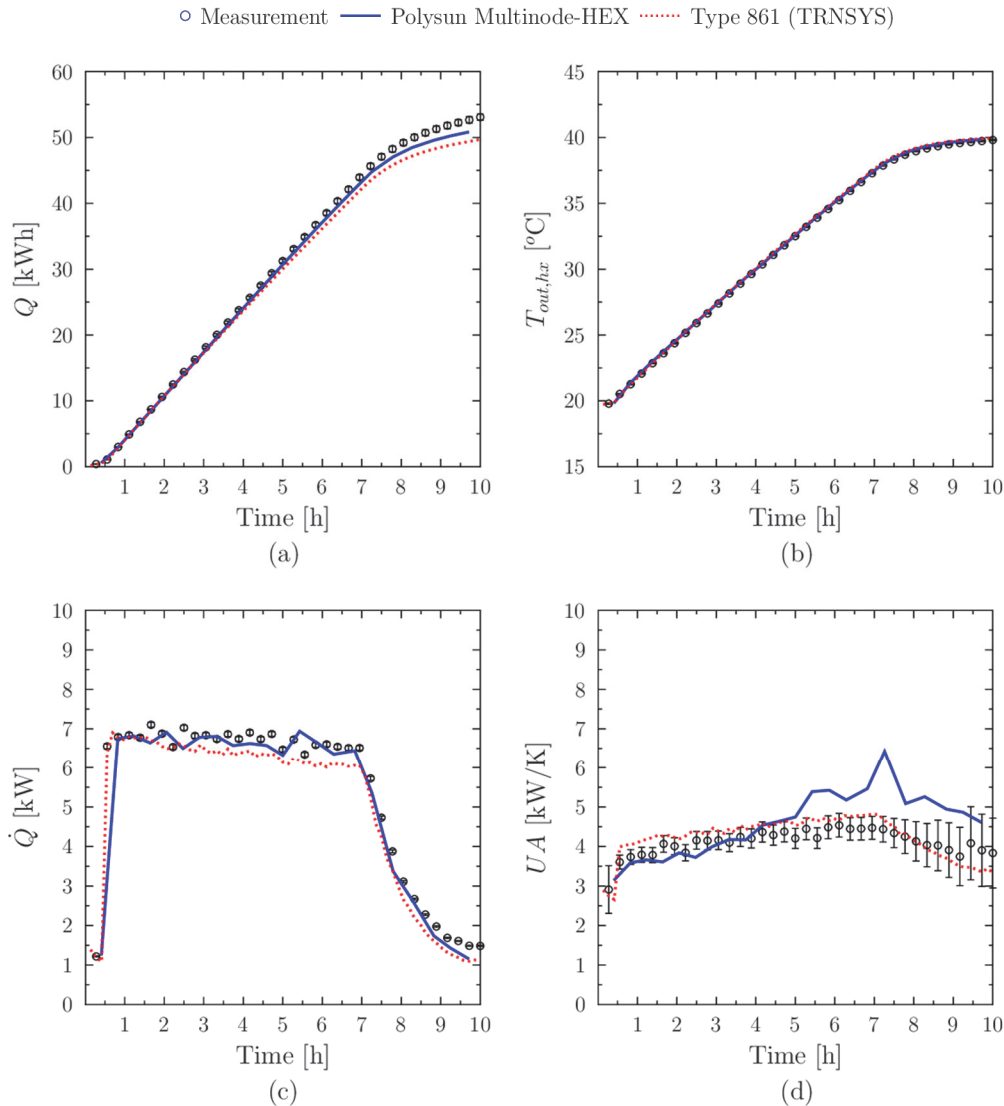 Measurement Polysun Multinode-HEX Type 861 (TRNSYS)
60
50
40
30
20
10
0
Q [kWh]
1 2 3 4 5 6 7 8 9 10
Time [h]
(a)
45
40
35
30
25
20
15
T_{out,hx} [°C]
1 2 3 4 5 6 7 8 9 10
Time [h]
(b)
10
9
8
7
6
5
4
3
2
1
0
Q̇ [kW]
1 2 3 4 5 6 7 8 9 10
Time [h]
(c)
10
9
8
7
6
5
4
3
2
1
0
UA [kW/K]
1 2 3 4 5 6 7 8 9 10
Time [h]
(d)